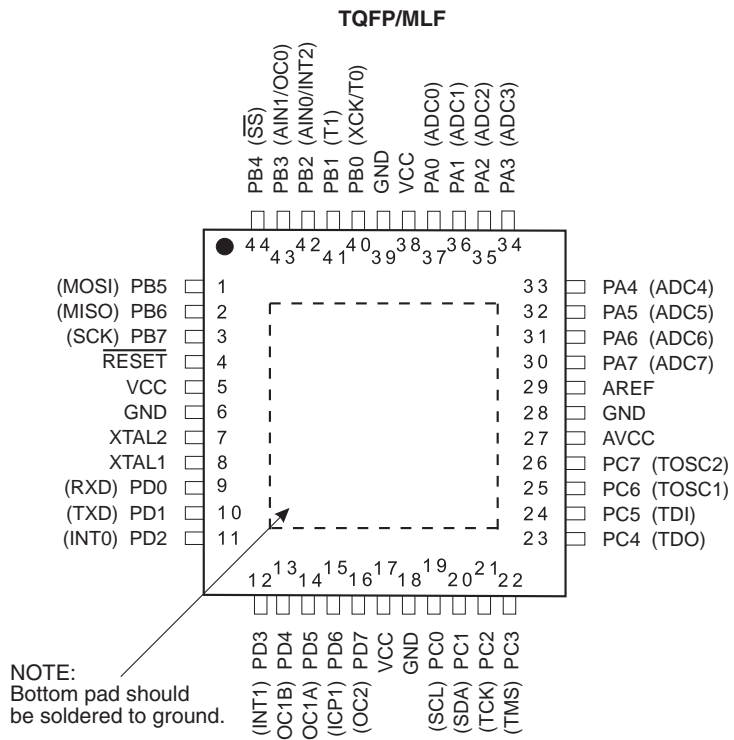 TQFP/MLF
PB4 (SS)
PB3 (AIN1/OC0)
PB2 (AIN0/INT2)
PB1 (T1)
PB0 (XCK/T0)
GND
VCC
PA0 (ADC0)
PA1 (ADC1)
PA2 (ADC2)
PA3 (ADC3)
44 43 42 41 40 39 38 37 36 35 34
(MOSI) PB5 1
(MISO) PB6 2
(SCK) PB7 3
RESET 4
VCC 5
GND 6
XTAL2 7
XTAL1 8
(RXD) PD0 9
(TXD) PD1 10
(INT0) PD2 11
33 PA4 (ADC4)
32 PA5 (ADC5)
31 PA6 (ADC6)
30 PA7 (ADC7)
29 AREF
28 GND
27 AVCC
26 PC7 (TOSC2)
25 PC6 (TOSC1)
24 PC5 (TDI)
23 PC4 (TDO)
12 13 14 15 16 17 18 19 20 21 22
(INT1) PD3
OC1B) PD4
OC1A) PD5
(ICP1) PD6
(OC2) PD7
VCC
GND
(SCL) PC0
(SDA) PC1
(TCK) PC2
(TMS) PC3
NOTE:
Bottom pad should
be soldered to ground.